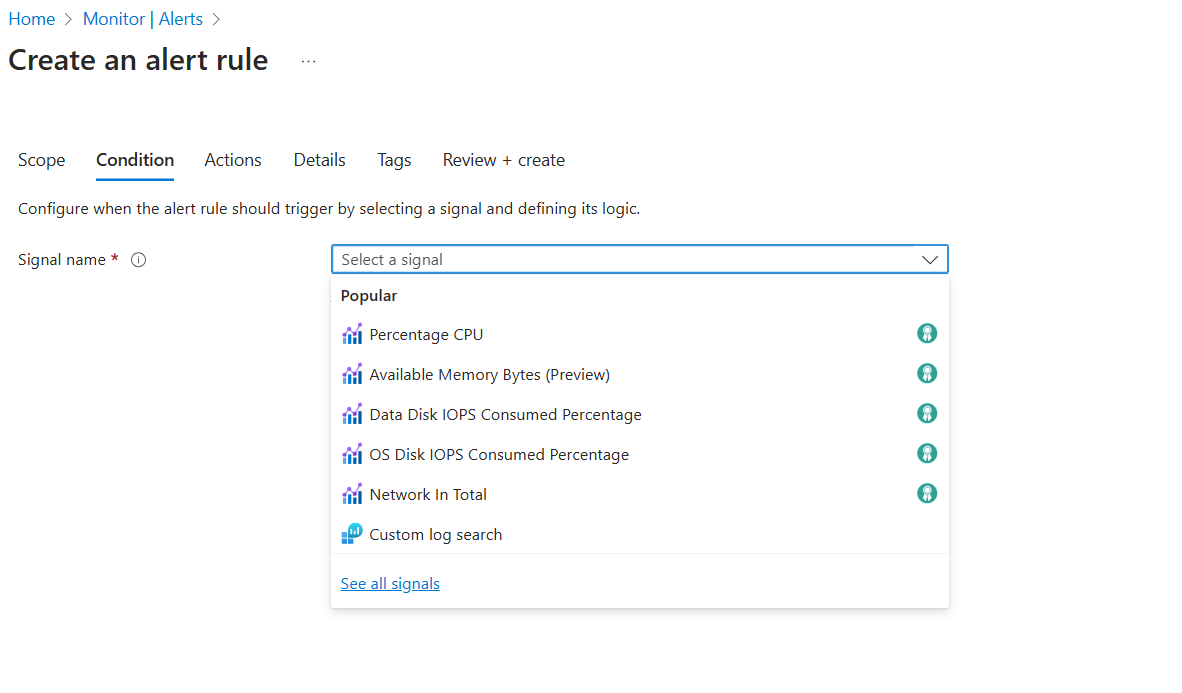 Home > Monitor | Alerts >
Create an alert rule ...
Scope Condition Actions Details Tags Review + create
Configure when the alert rule should trigger by selecting a signal and defining its logic.
Signal name * Select a signal
Popular
Percentage CPU
Available Memory Bytes (Preview)
Data Disk IOPS Consumed Percentage
OS Disk IOPS Consumed Percentage
Network In Total
Custom log search
See all signals